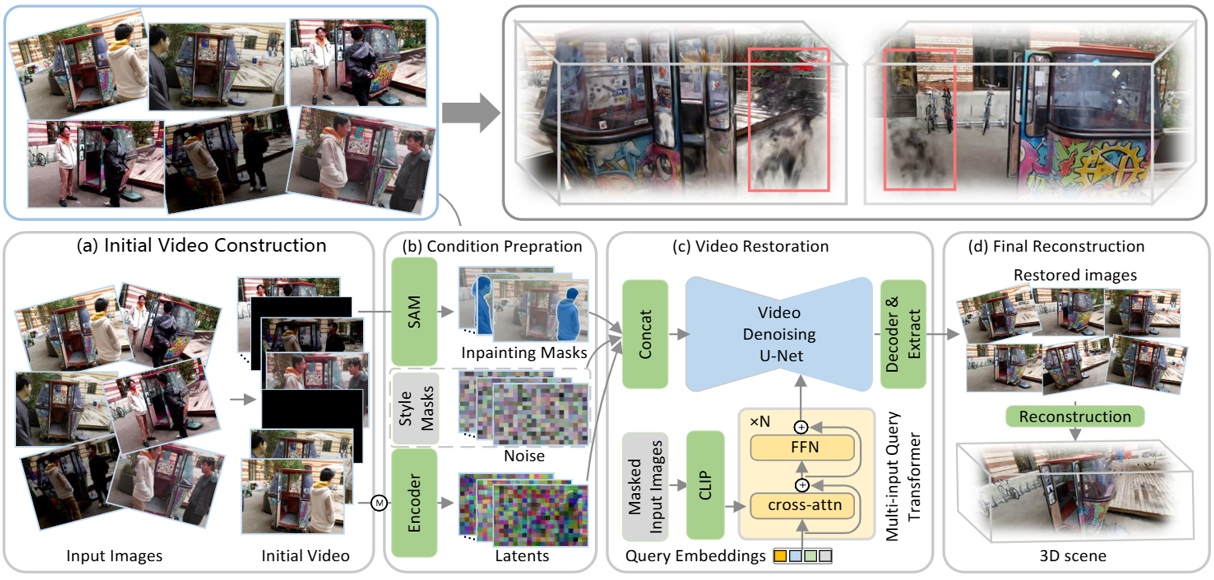 (a) Initial Video Construction
Input Images
Initial Video
(b) Condition Prepration
SAM
Inpainting Masks
Style
Masks
Noise
Encoder
M
Latents
(c) Video Restoration
Concat
Video
Denoising
U-Net
Decoder &
Extract
Masked
Input Images
CLIP
×N
+
FFN
+
cross-attn
Multi-input Query
Transformer
Query Embeddings
(d) Final Reconstruction
Restored images
Reconstruction
3D scene